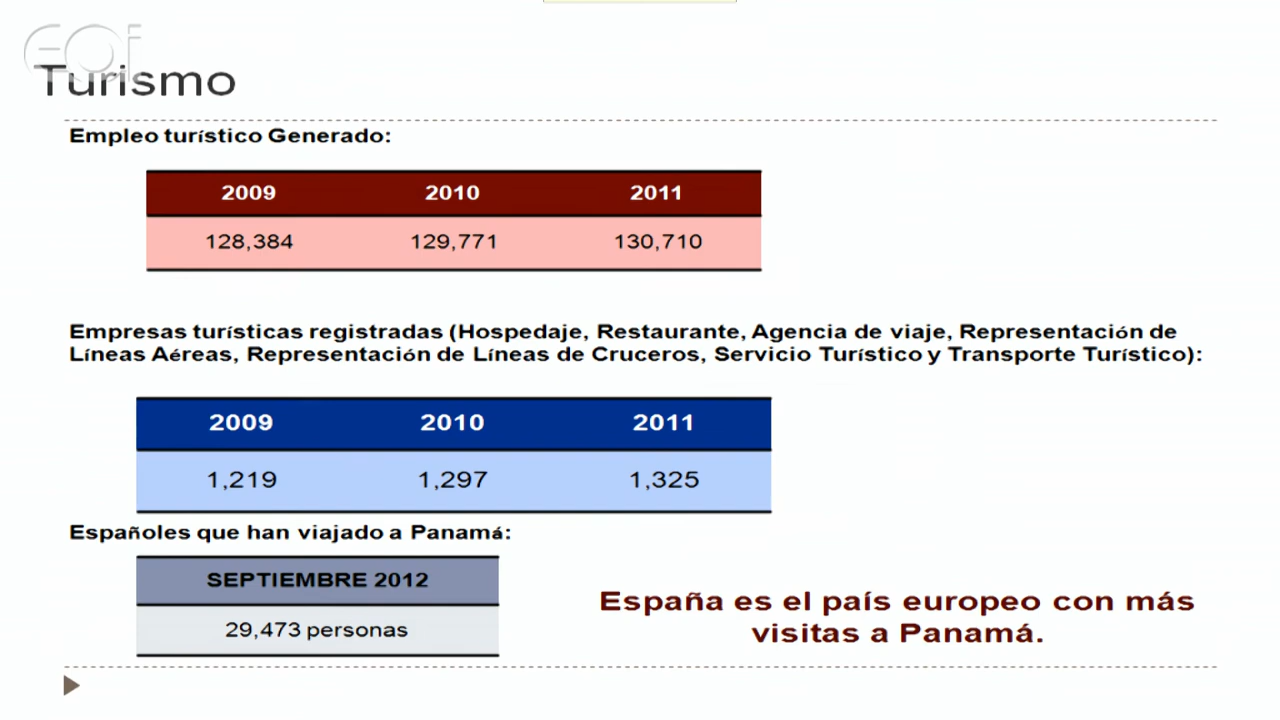 eoi
Turismo
Empleo turístico Generado:
2009 2010 2011
128,384 129,771 130,710
Empresas turísticas registradas (Hospedaje, Restaurante, Agencia de viaje, Representación de
Líneas Aéreas, Representación de Líneas de Cruceros, Servicio Turístico y Transporte Turístico):
2009 2010 2011
1,219 1,297 1,325
Españoles que han viajado a Panamá:
SEPTIEMBRE 2012
29,473 personas
España es el país europeo con más
visitas a Panamá.